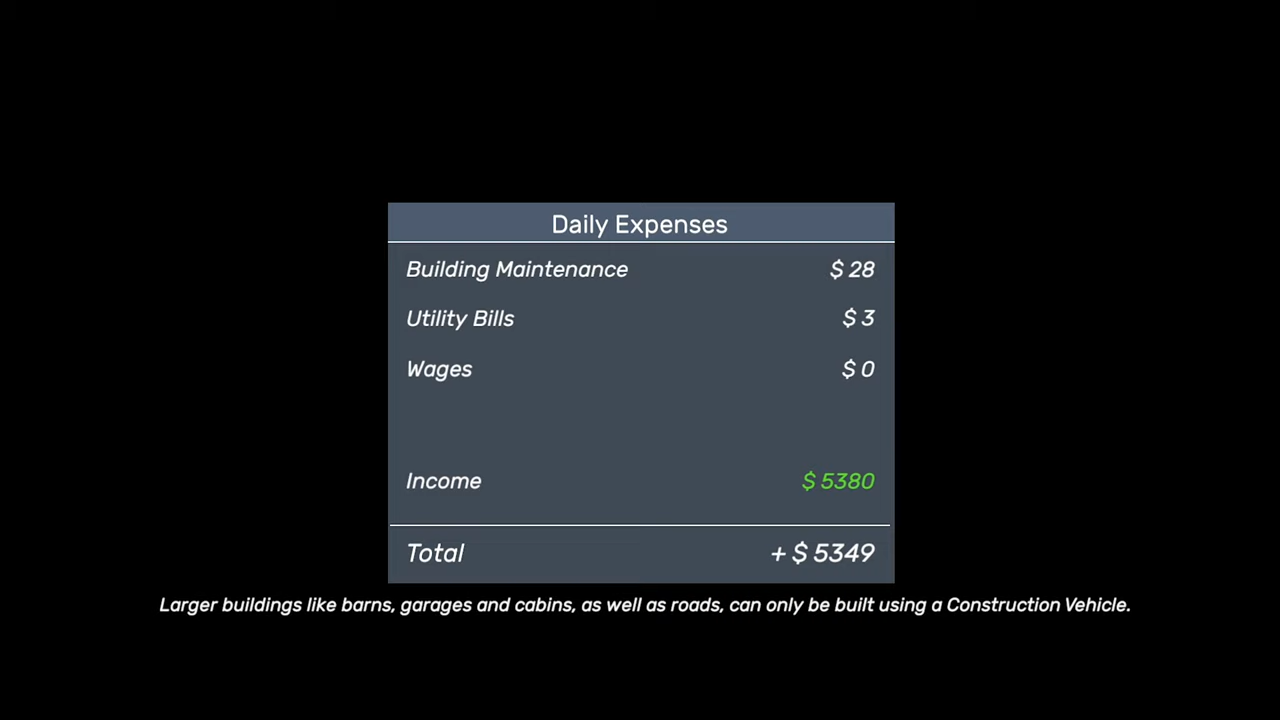 Daily Expenses
Building Maintenance $ 28
Utility Bills $ 3
Wages $ 0
Income $ 5380
Total + $ 5349
Larger buildings like barns, garages and cabins, as well as roads, can only be built using a Construction Vehicle.